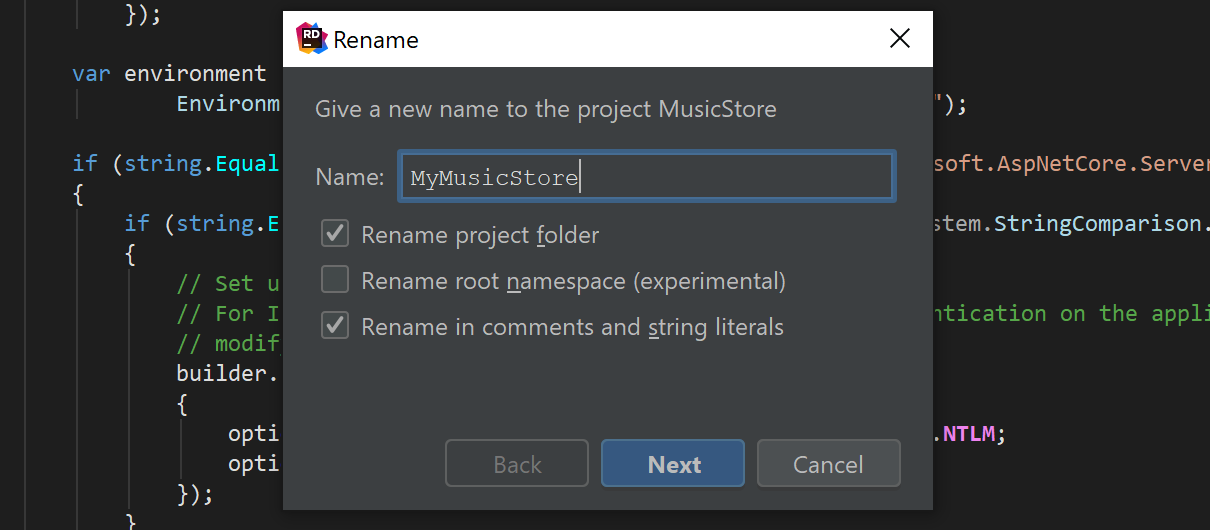 });
RD Rename
var environment
Environm
");
Give a new name to the project MusicStore
if (string.Equal
soft.AspNetCore.Server
Name: MyMusicStore
{
if (string.E
stem.StringComparison.
Rename project folder
{
// Set u
Rename root namespace (experimental)
// For I
ntication on the appli
Rename in comments and string literals
// modif
builder.
{
opti
.NTLM;
opti
Back Next Cancel
});
}